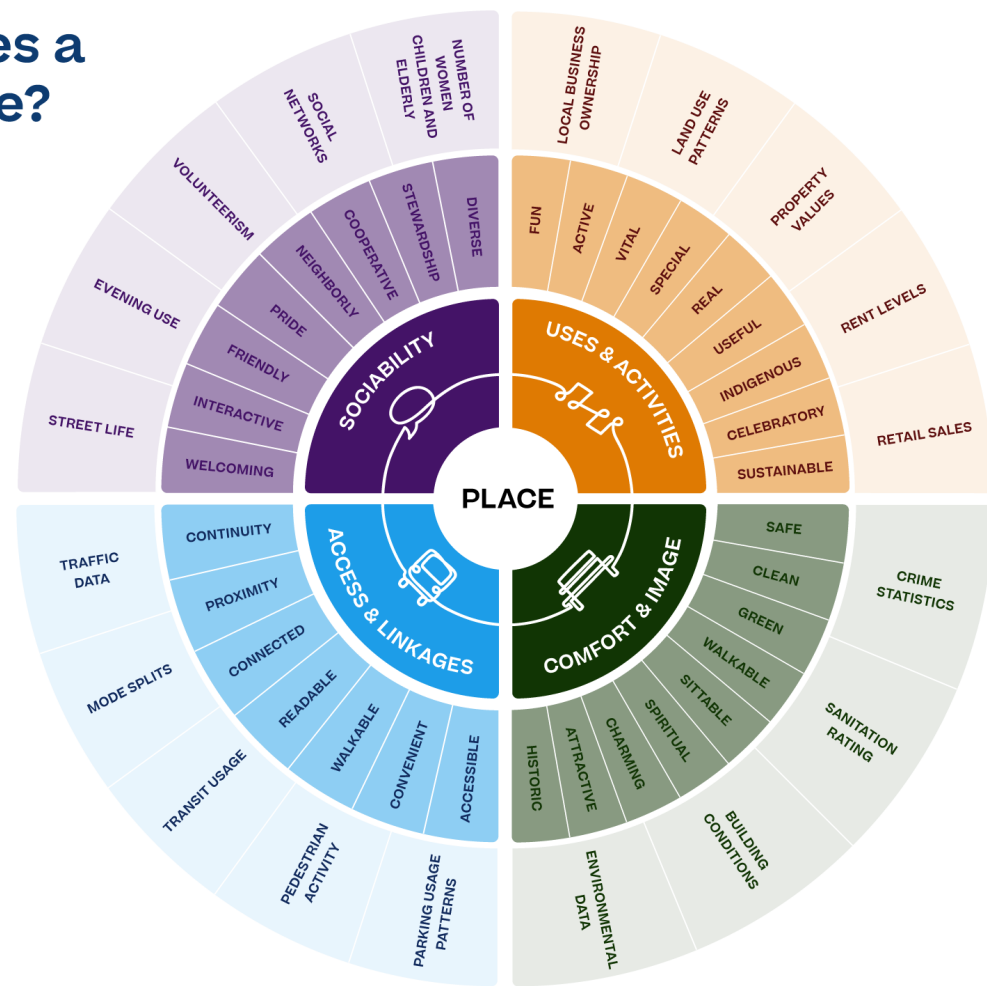 es a
e?
NUMBER OF
WOMEN
CHILDREN AND
ELDERLY
SOCIAL
NETWORKS
VOLUNTEERISM
EVENING USE
STREET LIFE
DIVERSE
STEWARDSHIP
COOPERATIVE
NEIGHBORLY
PRIDE
FRIENDLY
INTERACTIVE
WELCOMING
SOCIABILITY
LOCAL BUSINESS
OWNERSHIP
LAND USE
PATTERNS
PROPERTY
VALUES
RENT LEVELS
RETAIL SALES
FUN
ACTIVE
VITAL
SPECIAL
REAL
USEFUL
INDIGENOUS
CELEBRATORY
SUSTAINABLE
USES & ACTIVITIES
PLACE
ACCESS & LINKAGES
CONTINUITY
PROXIMITY
CONNECTED
READABLE
WALKABLE
CONVENIENT
ACCESSIBLE
TRAFFIC
DATA
MODE SPLITS
TRANSIT USAGE
PEDESTRIAN
ACTIVITY
PARKING USAGE
PATTERNS
COMFORT & IMAGE
SAFE
CLEAN
GREEN
WALKABLE
SITTABLE
SPIRITUAL
CHARMING
ATTRACTIVE
HISTORIC
CRIME
STATISTICS
SANITATION
RATING
BUILDING
CONDITIONS
ENVIRONMENTAL
DATA